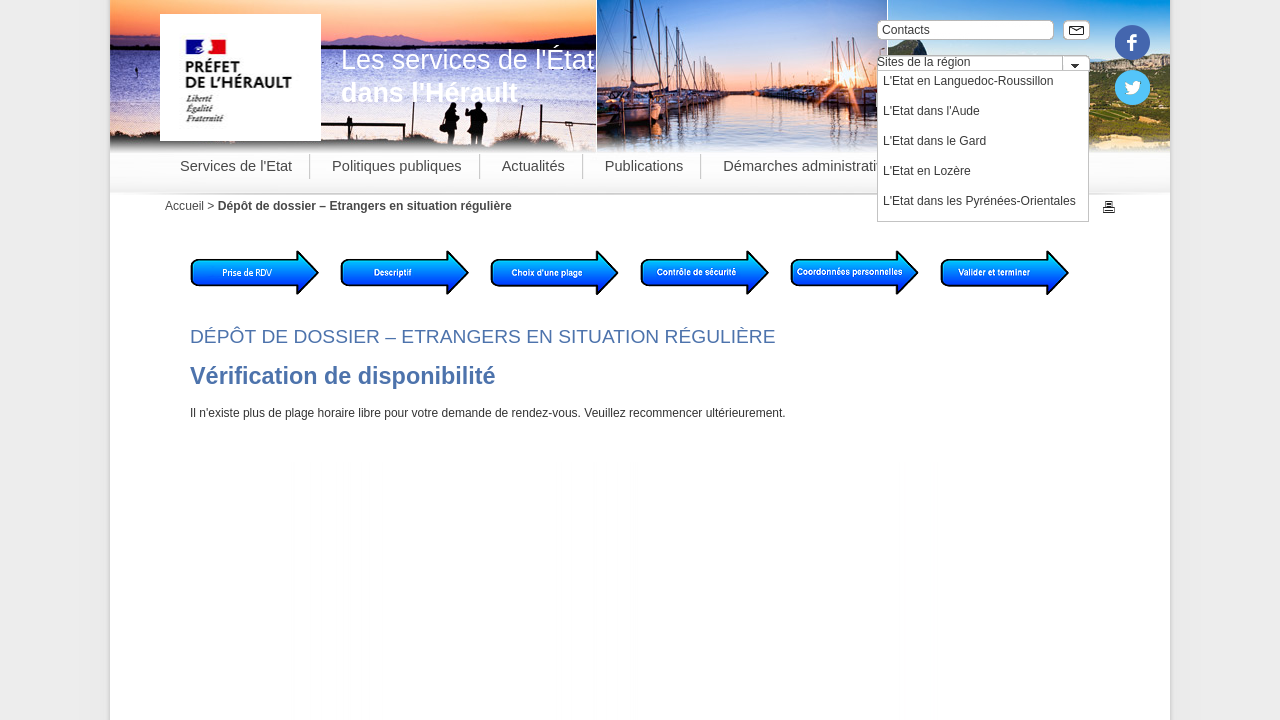 PRÉFET
DE L'HÉRAULT
Liberté
Égalité
Fraternité
Les services de l'État
dans l'Hérault
Contacts
Sites de la région
L'Etat en Languedoc-Roussillon
L'Etat dans l'Aude
L'Etat dans le Gard
L'Etat en Lozère
L'Etat dans les Pyrénées-Orientales
Services de l'Etat
Politiques publiques
Actualités
Publications
Démarches administrati
Accueil > Dépôt de dossier – Etrangers en situation régulière
Prise de RDV
Descriptif
Choix d'une plage
Contrôle de sécurité
Coordonnées personnelles
Valider et terminer
DÉPÔT DE DOSSIER – ETRANGERS EN SITUATION RÉGULIÈRE
Vérification de disponibilité
Il n'existe plus de plage horaire libre pour votre demande de rendez-vous. Veuillez recommencer ultérieurement.